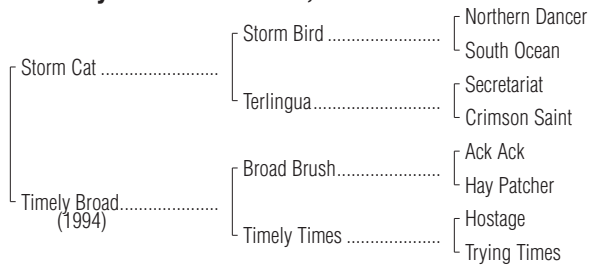 Northern Dancer
Storm Bird ......................
South Ocean
Storm Cat .......................
Secretariat
Terlingua.........................
Crimson Saint
Ack Ack
Broad Brush....................
Hay Patcher
Timely Broad...................
(1994)
Hostage
Timely Times ..................
Trying Times